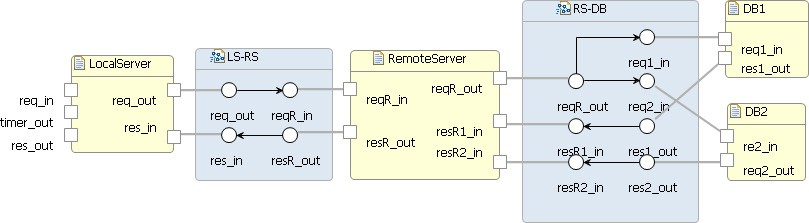 RS-DB
DB1
LS-RS
RemoteServer
LocalServer
req1_in
res1_out
req1_in
reqR_out
req_in
req_out
reqR_in
timer_out
req_out
reqR_in
reqR_out
req2_in
DB2
res_in
resR1_in
res_out
resR_out
re2_in
res_in
resR_out
resR2_in
resR1_in
res1_out
req2_out
resR2_in
res2_out